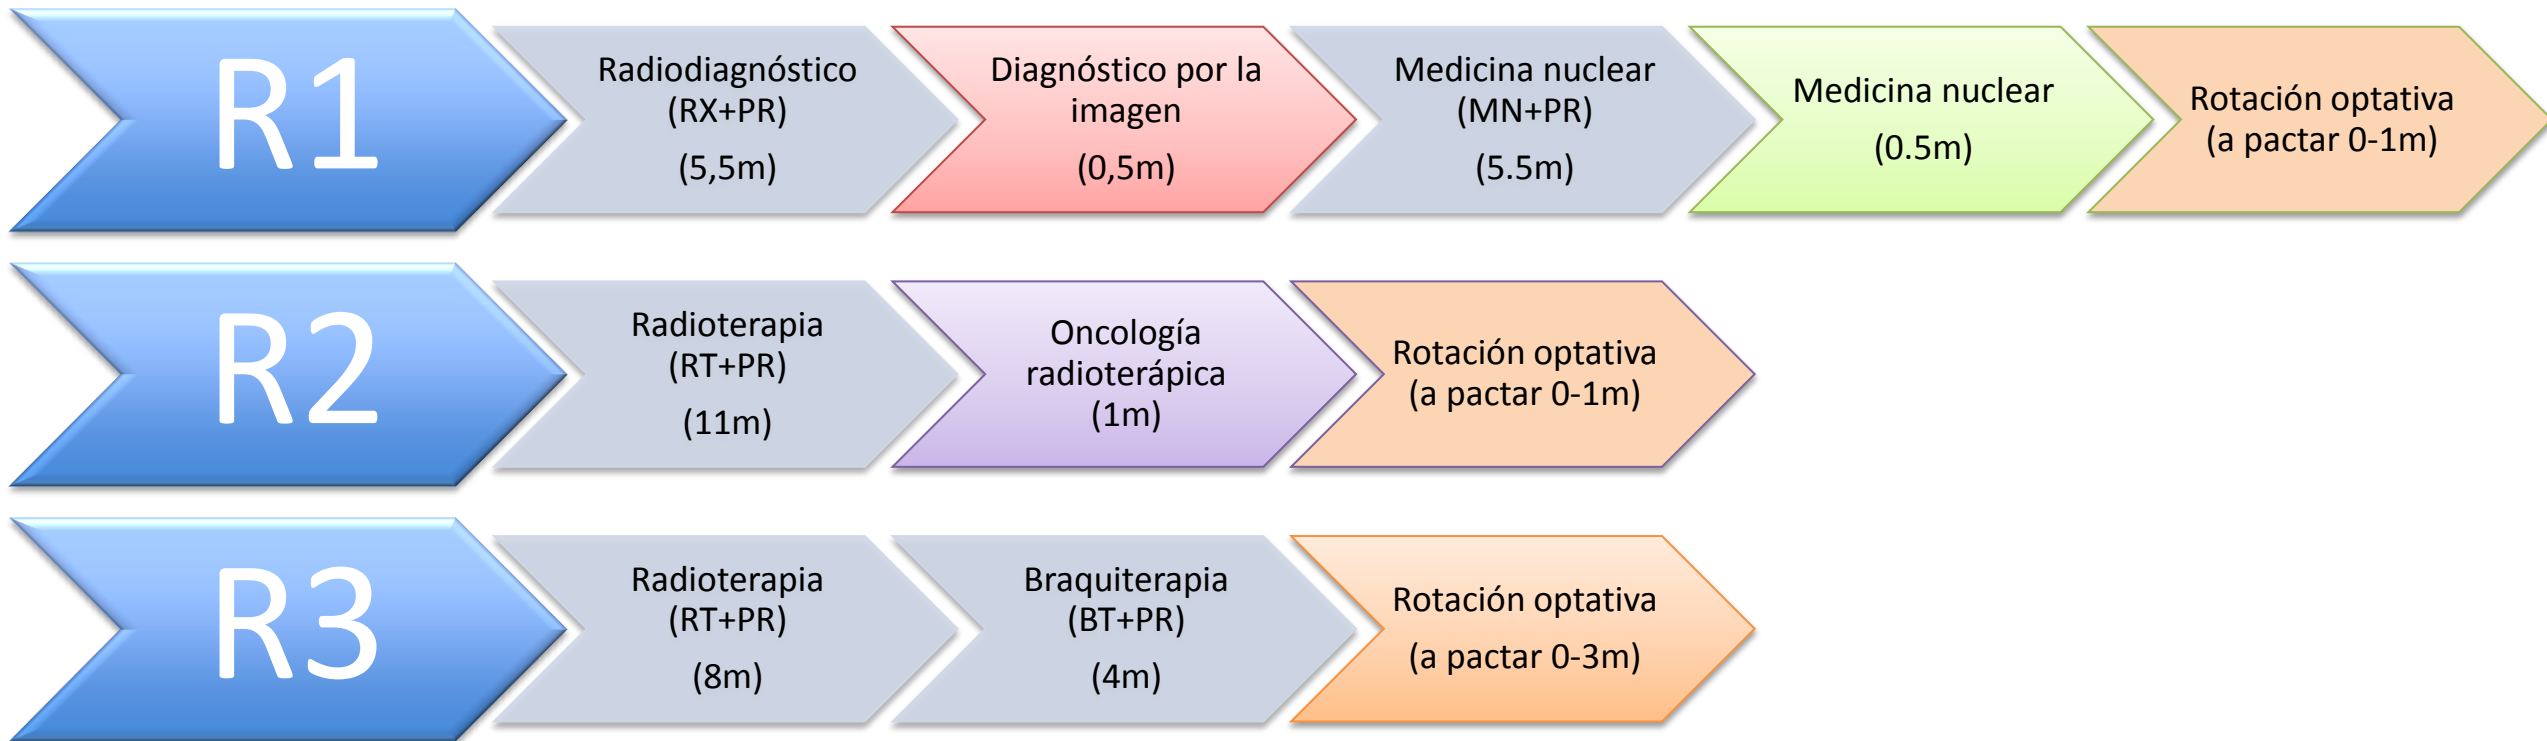 R1
Radiodiagnóstico
(RX+PR)
(5,5m)
Diagnóstico por la
imagen
(0,5m)
Medicina nuclear
(MN+PR)
(5.5m)
Medicina nuclear
(0.5m)
Rotación optativa
(a pactar 0-1m)
R2
Radioterapia
(RT+PR)
(11m)
Oncología
radioterápica
(1m)
Rotación optativa
(a pactar 0-1m)
R3
Radioterapia
(RT+PR)
(8m)
Braquiterapia
(BT+PR)
(4m)
Rotación optativa
(a pactar 0-3m)